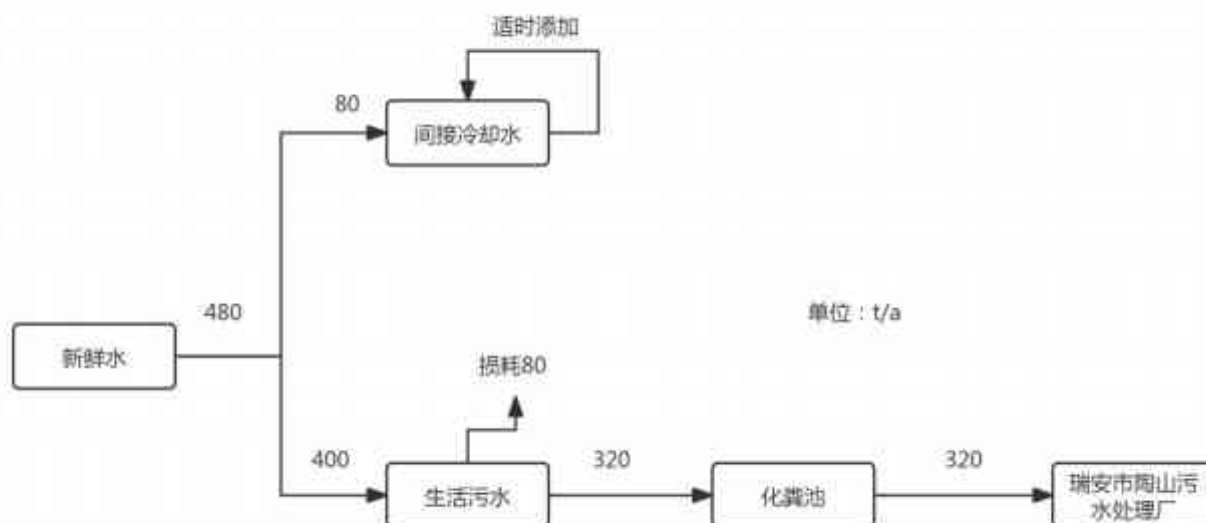 适时添加
80
间接冷却水
480
单位：t/a
新鲜水
损耗80
400
320
320
生活污水
化粪池
瑞安市陶山污
水处理厂